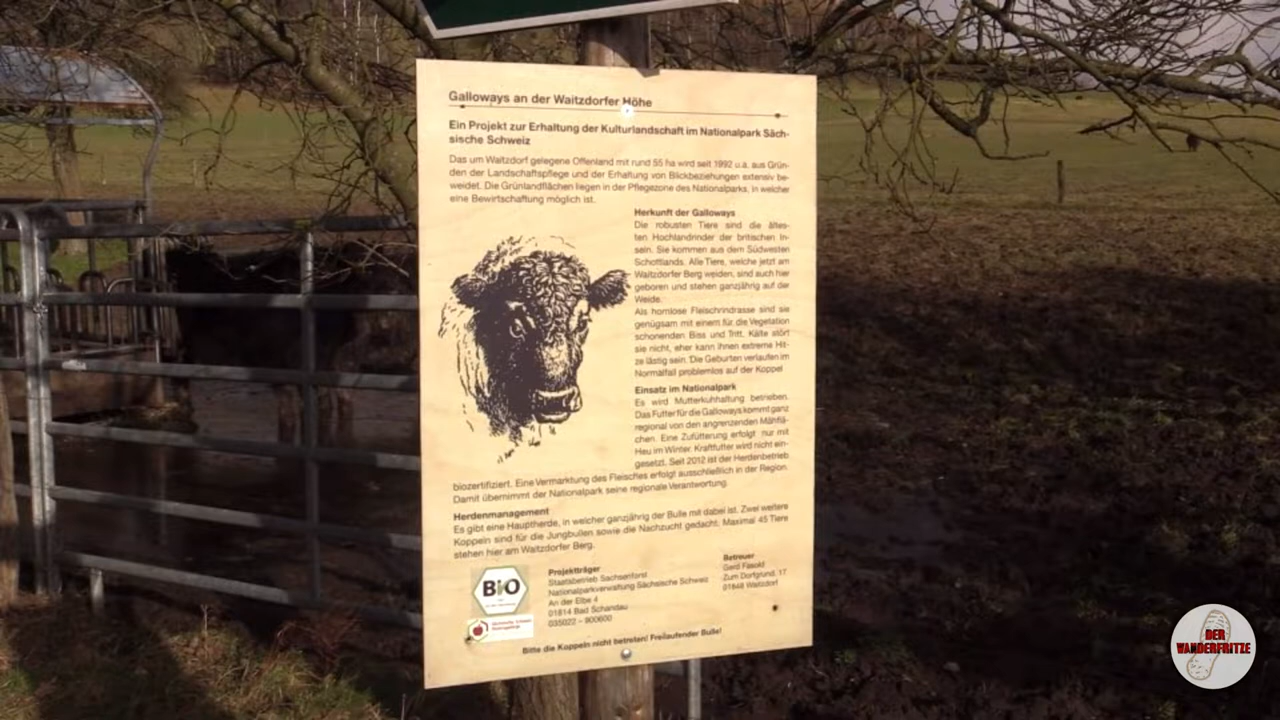 Galloways an der Waitzdorfer Höhe
Ein Projekt zur Erhaltung der Kulturlandschaft im Nationalpark Säch-
sische Schweiz
Das um Waitzdorf gelegene Offenland mit rund 55 ha wird seit 1992 u.a. aus Grün-
den der Landschaftspflege und der Erhaltung von Blickbeziehungen extensiv be-
weidet. Die Grünlandflächen liegen in der Pflegezone des Nationalparks, in welcher
eine Bewirtschaftung möglich ist.
Herkunft der Galloways
Die robusten Tiere sind die ältes-
ten Hochlandrinder der britischen In-
seln. Sie kommen aus dem Südwesten
Schottlands. Alle Tiere, welche jetzt am
Waitzdorfer Berg weiden, sind auch hier
geboren und stehen ganzjährig auf der
Weide.
Als hornlose Fleischrindrasse sind sie
genügsam mit einem für die Vegetation
schonenden Biss und Tritt. Kälte stört
sie nicht, eher kann ihnen extreme Hit-
ze lästig sein. Die Geburten verlaufen im
Normalfall problemlos auf der Koppel
Einsatz im Nationalpark
Es wird Mutterkuhhaltung betrieben.
Das Futter für die Galloways kommt ganz
regional von den angrenzenden Mähflä-
chen. Eine Zufütterung erfolgt nur mit
Heu im Winter. Kraftfutter wird nicht ein-
gesetzt. Seit 2012 ist der Herdenbetrieb
biozertifiziert. Eine Vermarktung des Fleisches erfolgt ausschließlich in der Region.
Damit übernimmt der Nationalpark seine regionale Verantwortung.
Herdenmanagement
Es gibt eine Hauptherde, in welcher ganzjährig der Bulle mit dabei ist. Zwei weitere
Koppeln sind für die Jungbullen sowie die Nachzucht gedacht. Maximal 45 Tiere
stehen hier am Waitzdorfer Berg.
Bio
Projektträger
Staatsbetrieb Sachsenforst
Nationalparkverwaltung Sächsische Schweiz
An der Elbe 4
01814 Bad Schandau
035022 - 900600
Betreuer
Gerd Fasold
Zum Dorfgrund, 17
01848 Waitzdorf
Bitte die Koppeln nicht betreten! Freilaufender Bulle!
DER
WANDERFRITZE